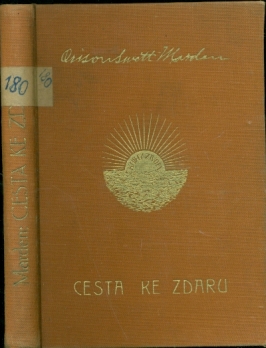 Orison Swett Marden
CESTA KE ZDARU
180
Marden CESTA KE ZD